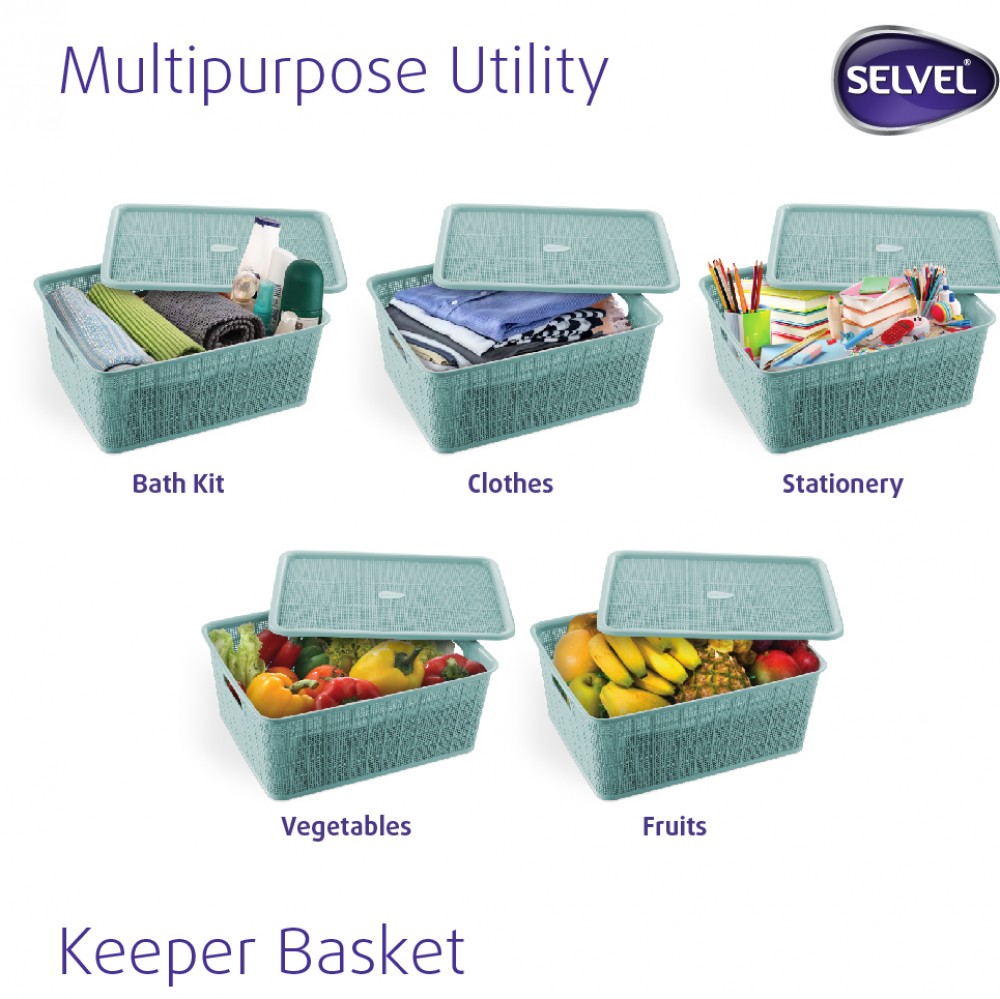 Multipurpose Utility
SELVEL®
Bath Kit
Clothes
Stationery
Vegetables
Fruits
Keeper Basket